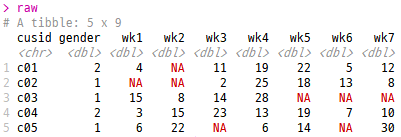 > raw
# A tibble: 5 x 9
cusid gender wk1 wk2 wk3 wk4 wk5 wk6 wk7
<chr> <dbl> <dbl> <dbl> <dbl> <dbl> <dbl> <dbl> <dbl>
1 c01 2 4 NA 11 19 22 5 12
2 c02 1 NA NA 2 25 18 13 8
3 c03 1 15 8 14 28 NA NA NA
4 c04 2 3 15 23 13 19 7 10
5 c05 1 6 22 NA 6 14 NA 30